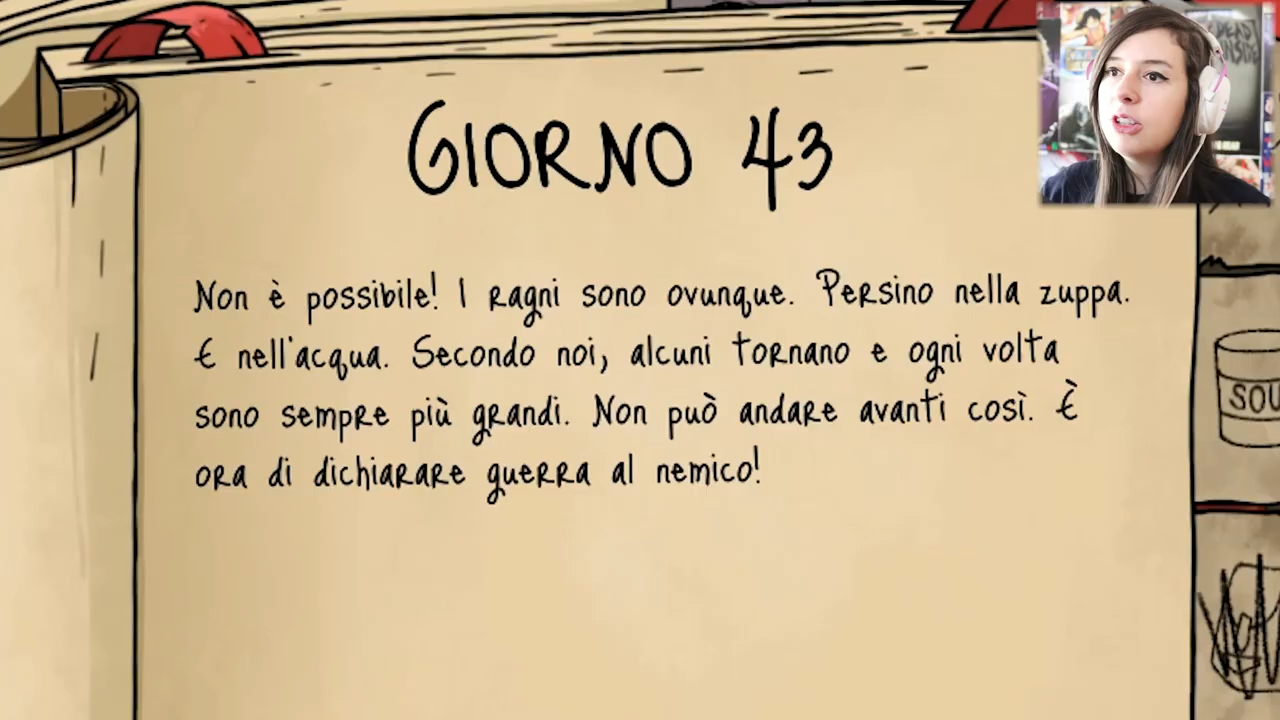 GIORNO 43
Non è possibile! I ragni sono ovunque. Persino nella zuppa.
E nell'acqua. Secondo noi, alcuni tornano e ogni volta
sono sempre più grandi. Non può andare avanti così. È
ora di dichiarare guerra al nemico!
SOU